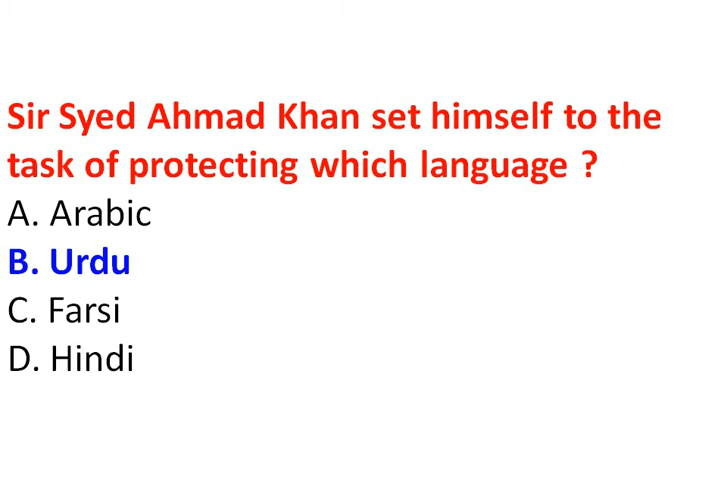 Sir Syed Ahmad Khan set himself to the
task of protecting which language ?
A. Arabic
B. Urdu
C. Farsi
D. Hindi